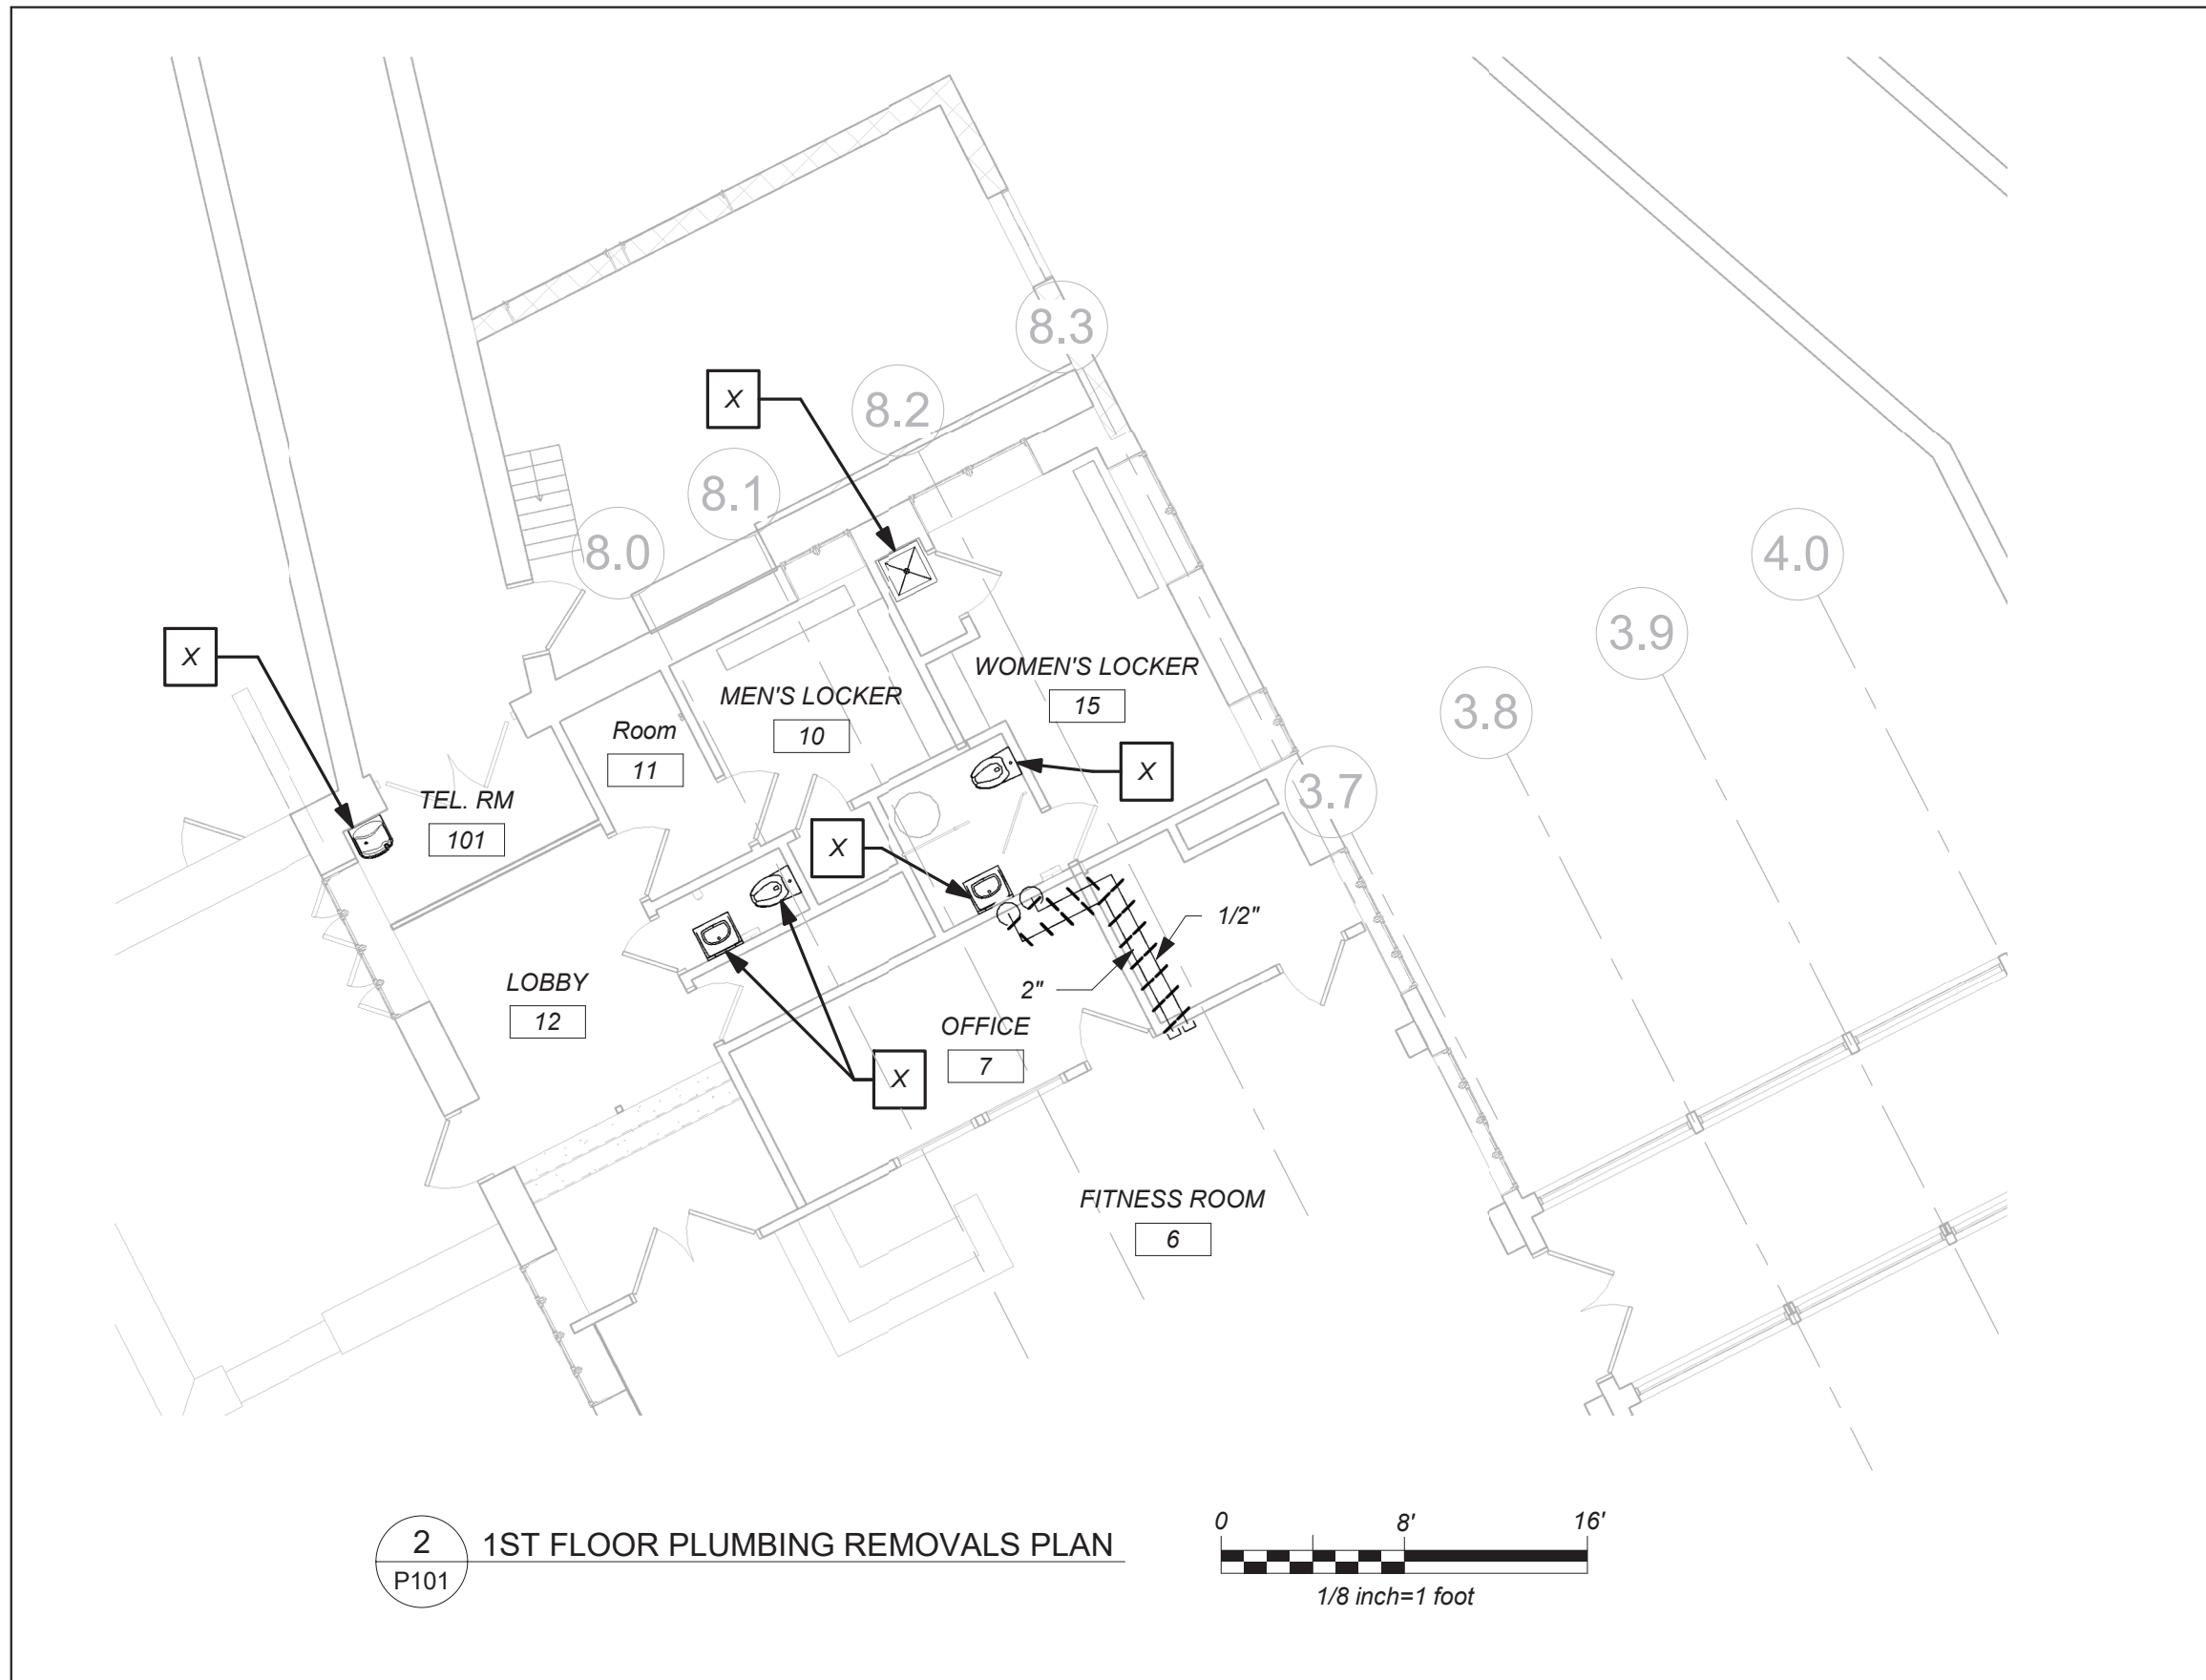 8.3
X
8.2
8.1
8.0
4.0
3.9
X
WOMEN'S LOCKER
15
MEN'S LOCKER
10
3.8
Room
11
X
3.7
TEL. RM
101
X
1/2"
2"
LOBBY
12
OFFICE
7
X
FITNESS ROOM
6
2
P101
1ST FLOOR PLUMBING REMOVALS PLAN
0 8' 16'
1/8 inch=1 foot